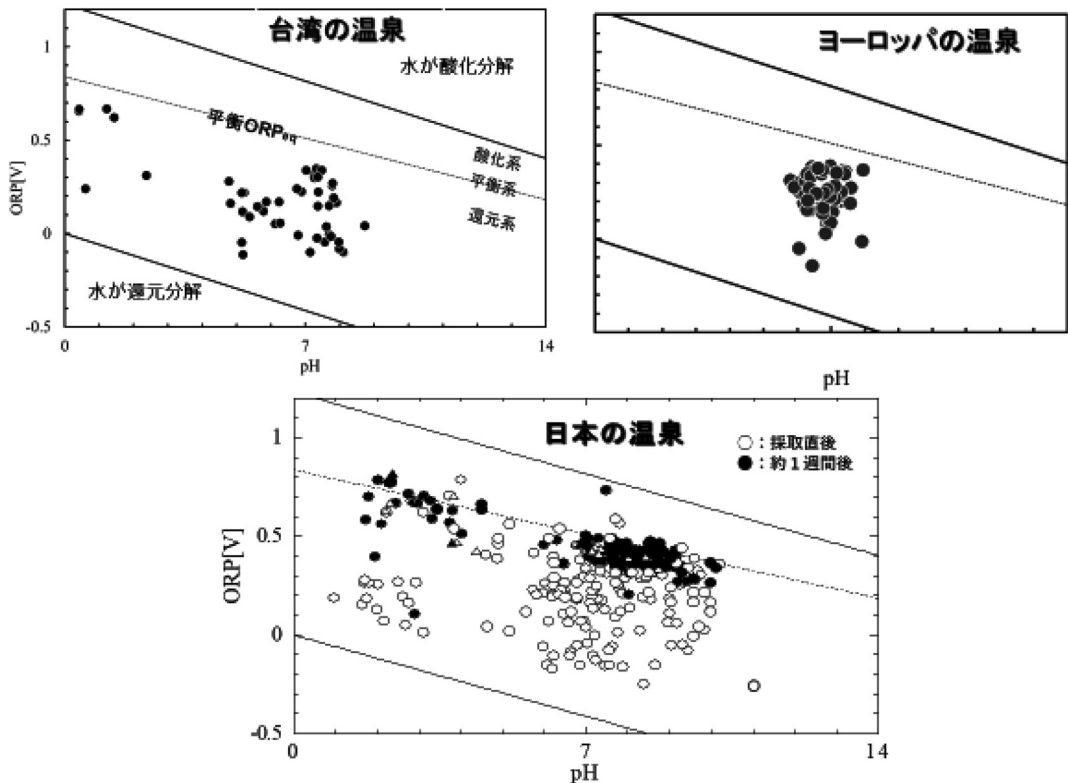 台湾の温泉
水が酸化分解
平衡ORPeq
酸化系
平衡系
還元系
水が還元分解
ORP[V]
1
0.5
0
-0.5
0
7
14
pH
ヨーロッパの温泉
pH
日本の温泉
○：採取直後
●：約１週間後
ORP[V]
1
0.5
0
-0.5
0
7
14
pH